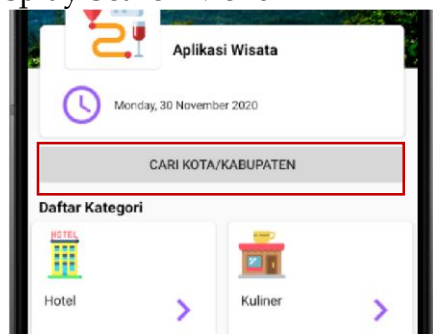 Aplikasi Wisata
Monday, 30 November 2020
CARI KOTA/KABUPATEN
Daftar Kategori
HOTEL
Hotel
Kuliner